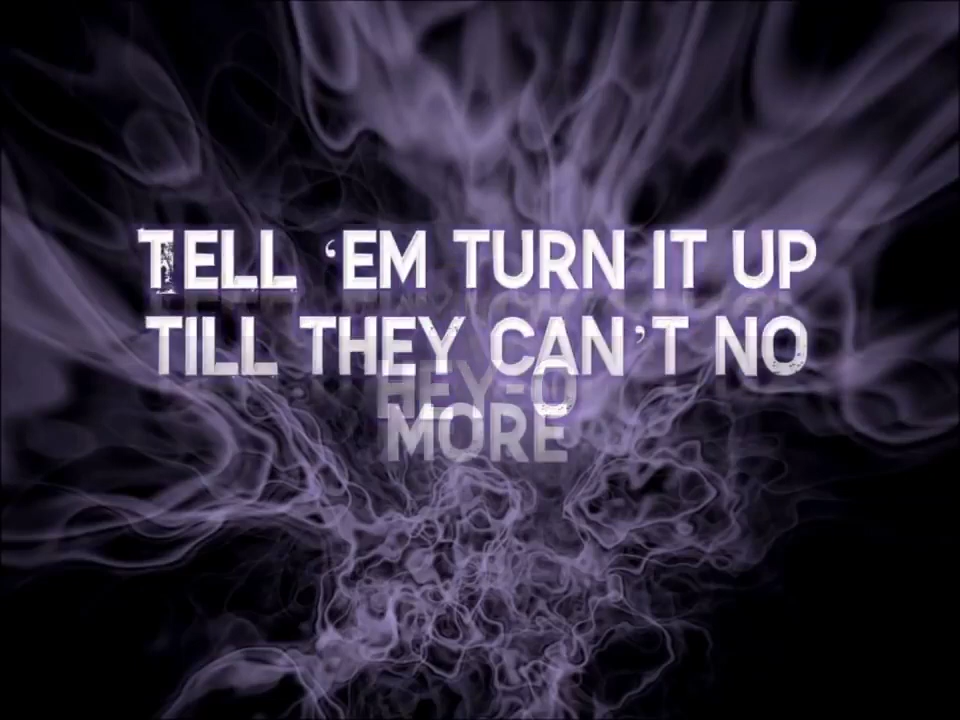 TELL ‘EM TURN IT UP
TILL THEY CAN’T NO
HEY-O
MORE